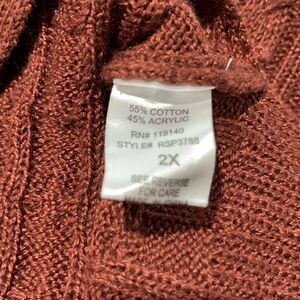 55% COTTON
45% ACRYLIC
RN# 119140
STYLE# RSP3788
2X
SEE REVERSE
FOR CARE